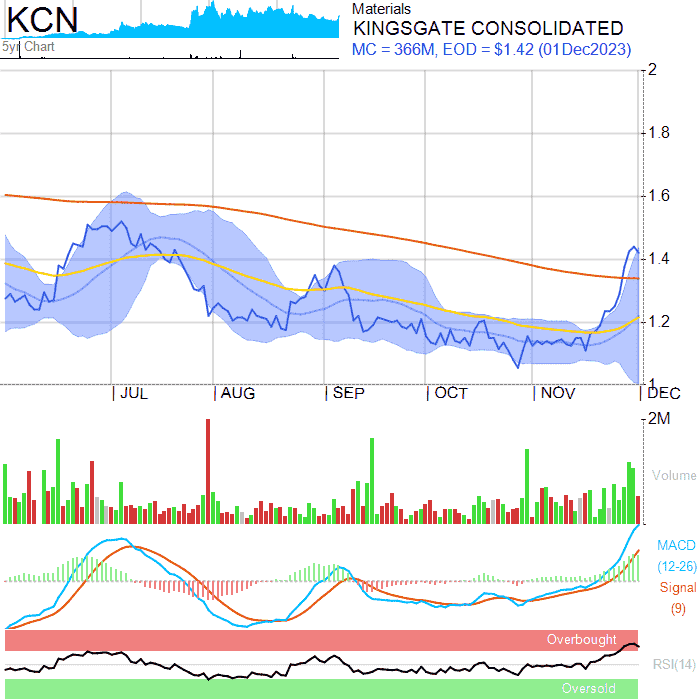 KCN
5yr Chart
Materials
KINGSGATE CONSOLIDATED
MC = 366M, EOD = $1.42 (01Dec2023)
2
1.8
1.6
1.4
1.2
1
JUL AUG SEP OCT NOV DEC
2M
Volume
MACD
(12-26)
Signal
(9)
Overbought
RSI(14)
Oversold